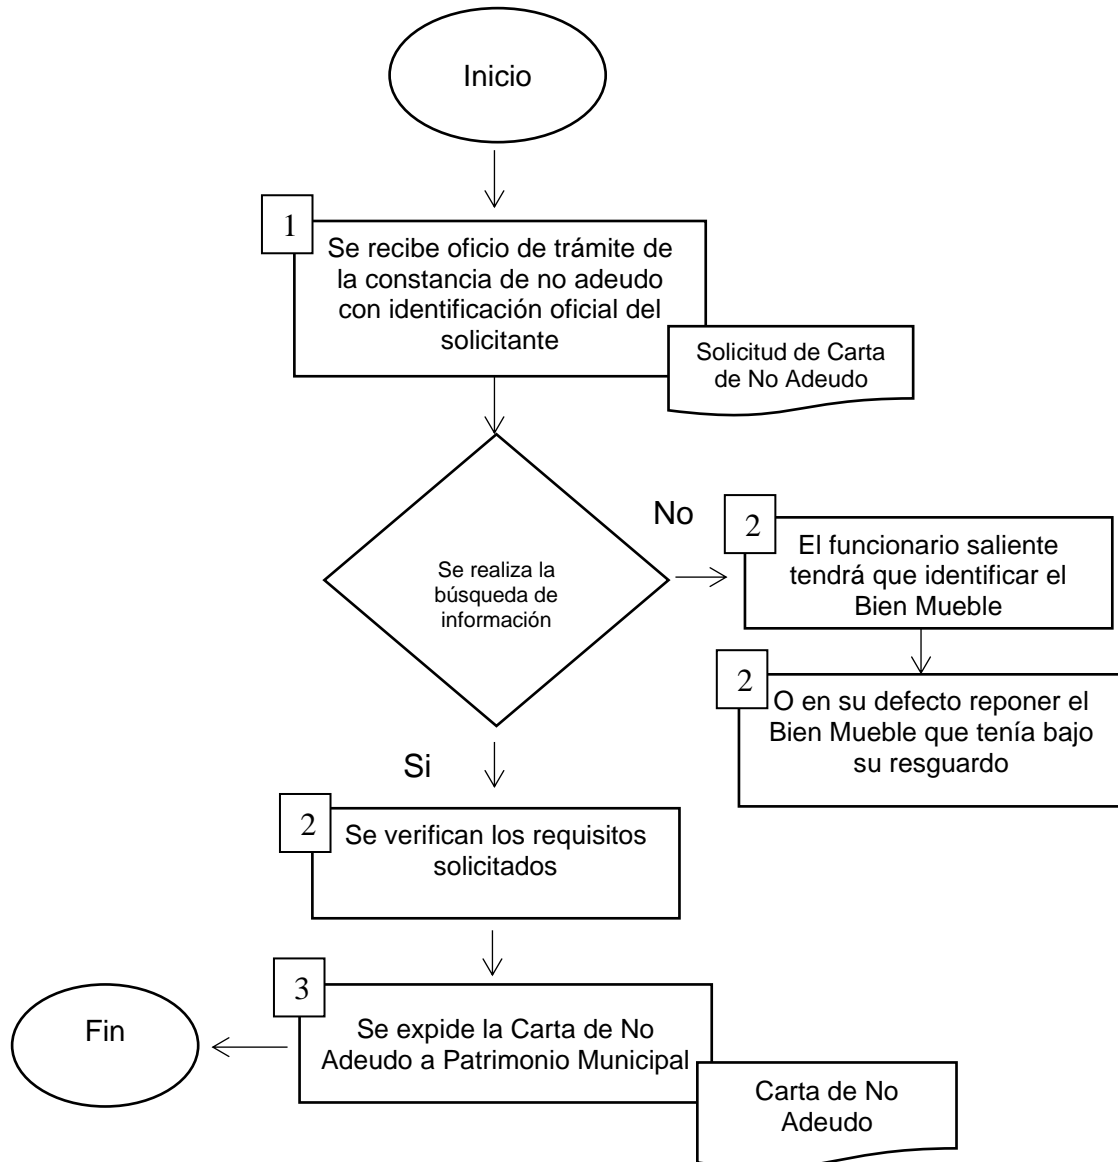 Inicio
1
Se recibe oficio de trámite de
la constancia de no adeudo
con identificación oficial del
solicitante
Solicitud de Carta
de No Adeudo
Se realiza la
búsqueda de
información
No
2
El funcionario saliente
tendrá que identificar el
Bien Mueble
2
O en su defecto reponer el
Bien Mueble que tenía bajo
su resguardo
Si
2
Se verifican los requisitos
solicitados
3
Se expide la Carta de No
Adeudo a Patrimonio Municipal
Carta de No
Adeudo
Fin